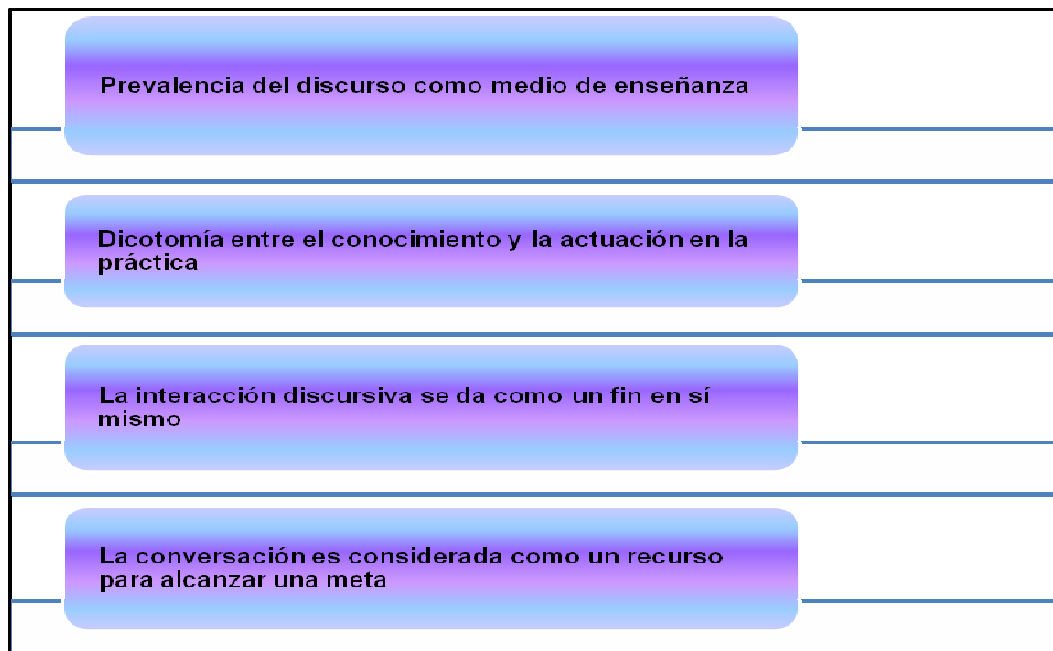 Prevalencia del discurso como medio de enseñanza
Dicotomía entre el conocimiento y la actuación en la
práctica
La interacción discursiva se da como un fin en sí
mismo
La conversación es considerada como un recurso
para alcanzar una meta